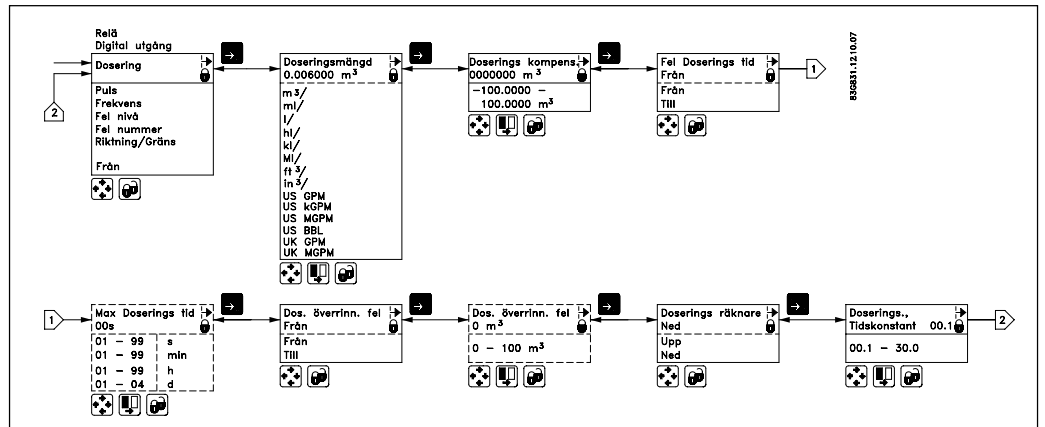 Relä
Digital utgång
Dosering
Puls
Frekvens
Fel nivå
Fel nummer
Riktning/Gräns
Från
2
Doseringsmängd
0.006000 m³
m³/
ml/
l/
hl/
kl/
Ml/
ft³/
in³/
US GPM
US kGPM
US MGPM
US BBL
UK GPM
UK MGPM
Doserings kompens.
0000000 m³
-100.0000 -
100.0000 m³
Fel Doserings tid
Från
Från
Till
1
83G831.12.10.07
1
Max Doserings tid
00s
01 - 99 s
01 - 99 min
01 - 99 h
01 - 04 d
Dos. överrinn. fel
Från
Från
Till
Dos. överrinn. fel
0 m³
0 - 100 m³
Doserings räknare
Ned
Upp
Ned
Doserings.,
Tidskonstant 00.1
00.1 - 30.0
2